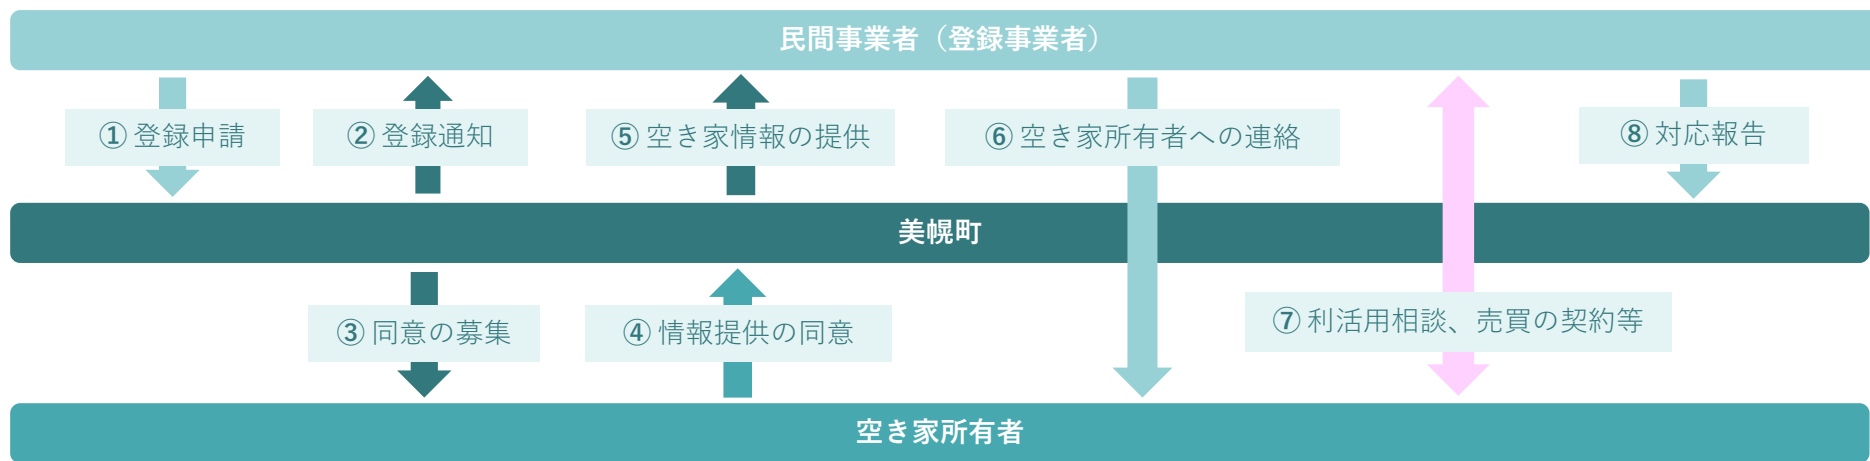 民間事業者（登録事業者）
① 登録申請
② 登録通知
⑤ 空き家情報の提供
⑥ 空き家所有者への連絡
⑧ 対応報告
美幌町
③ 同意の募集
④ 情報提供の同意
⑦ 利活用相談、売買の契約等
空き家所有者